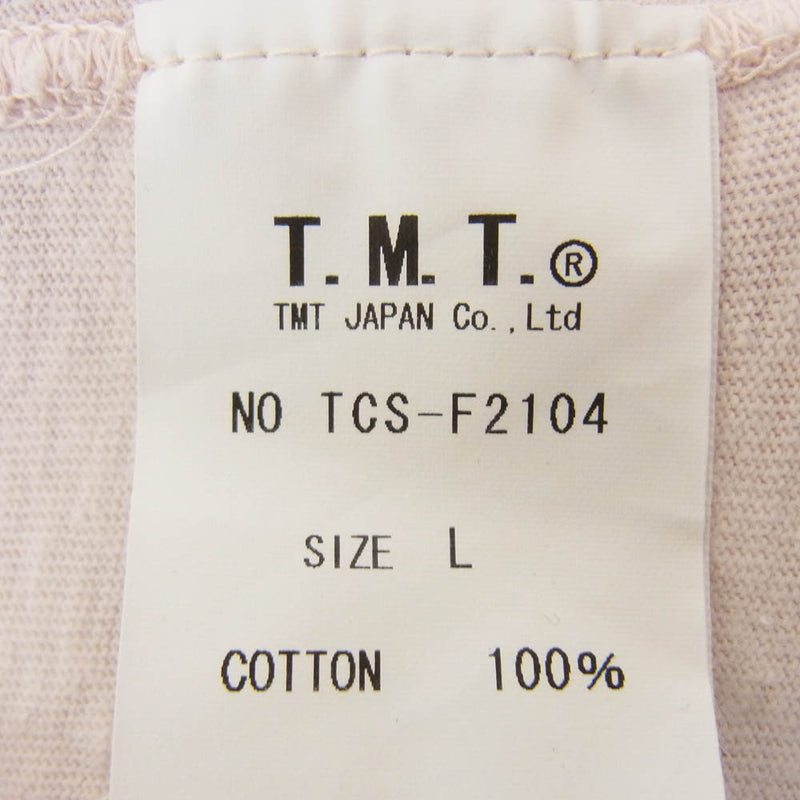 T.M.T.®
TMT JAPAN Co.,Ltd
NO TCS-F2104
SIZE L
COTTON 100%